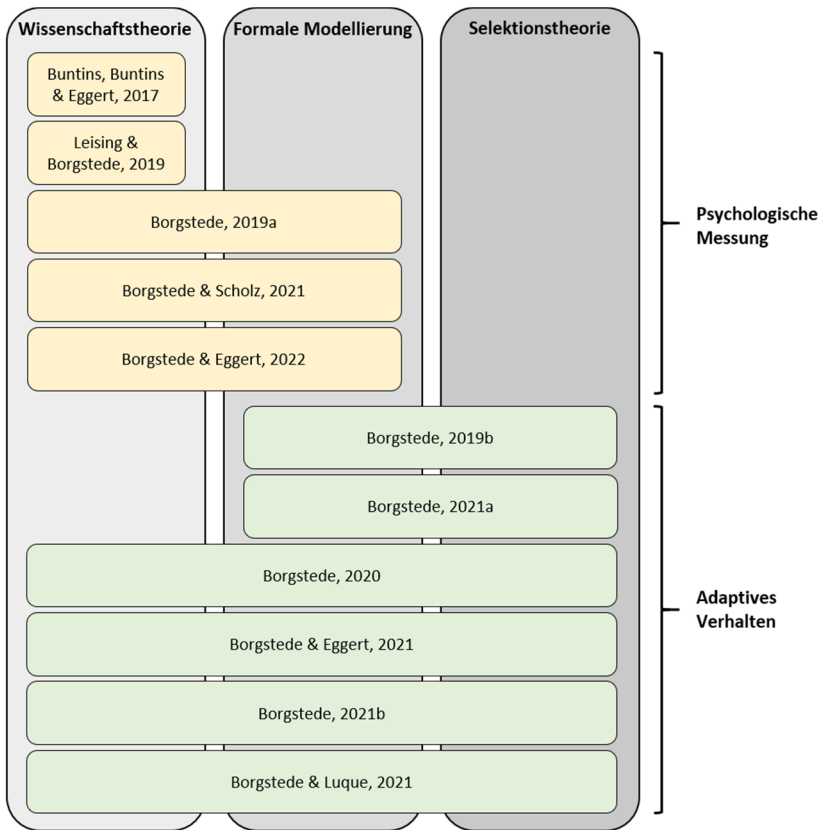 Wissenschaftstheorie
Formale Modellierung
Selektionstheorie
Buntins, Buntins
& Eggert, 2017
Leising &
Borgstede, 2019
Borgstede, 2019a
Borgstede & Scholz, 2021
Borgstede & Eggert, 2022
Psychologische
Messung
Borgstede, 2019b
Borgstede, 2021a
Borgstede, 2020
Borgstede & Eggert, 2021
Borgstede, 2021b
Borgstede & Luque, 2021
Adaptives
Verhalten